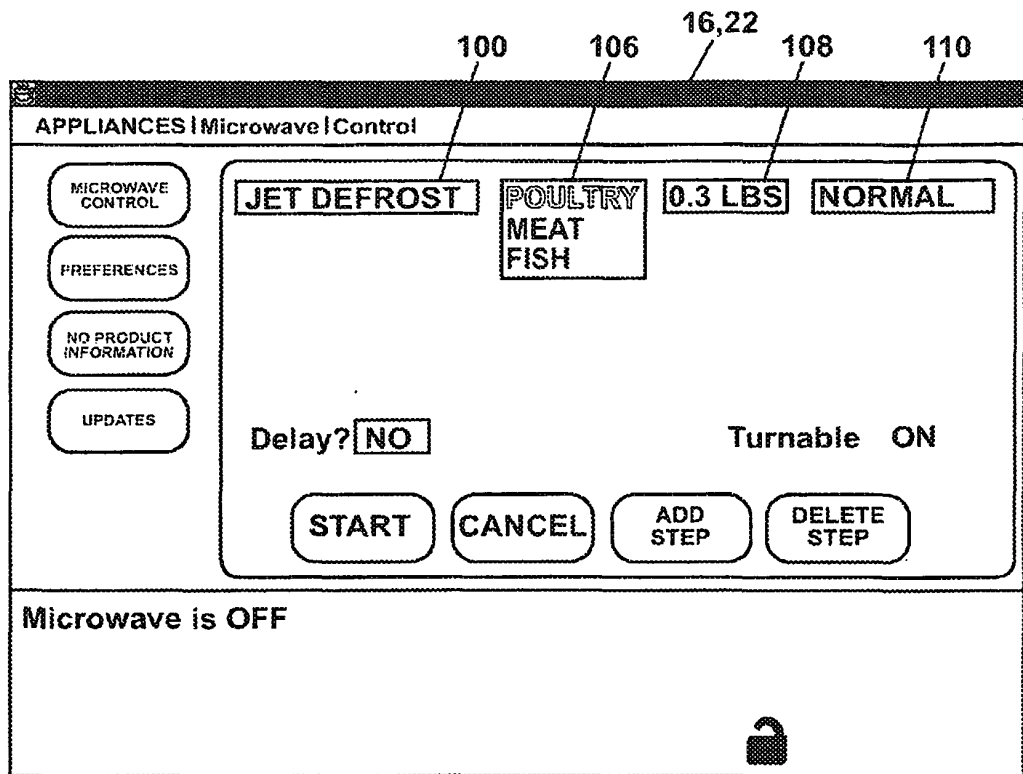 16,22
100 106 108 110
APPLIANCES | Microwave | Control
MICROWAVE
CONTROL
PREFERENCES
NO PRODUCT
INFORMATION
UPDATES
JET DEFROST
POULTRY
MEAT
FISH
0.3 LBS
NORMAL
Delay? NO
Turnable ON
START
CANCEL
ADD
STEP
DELETE
STEP
Microwave is OFF